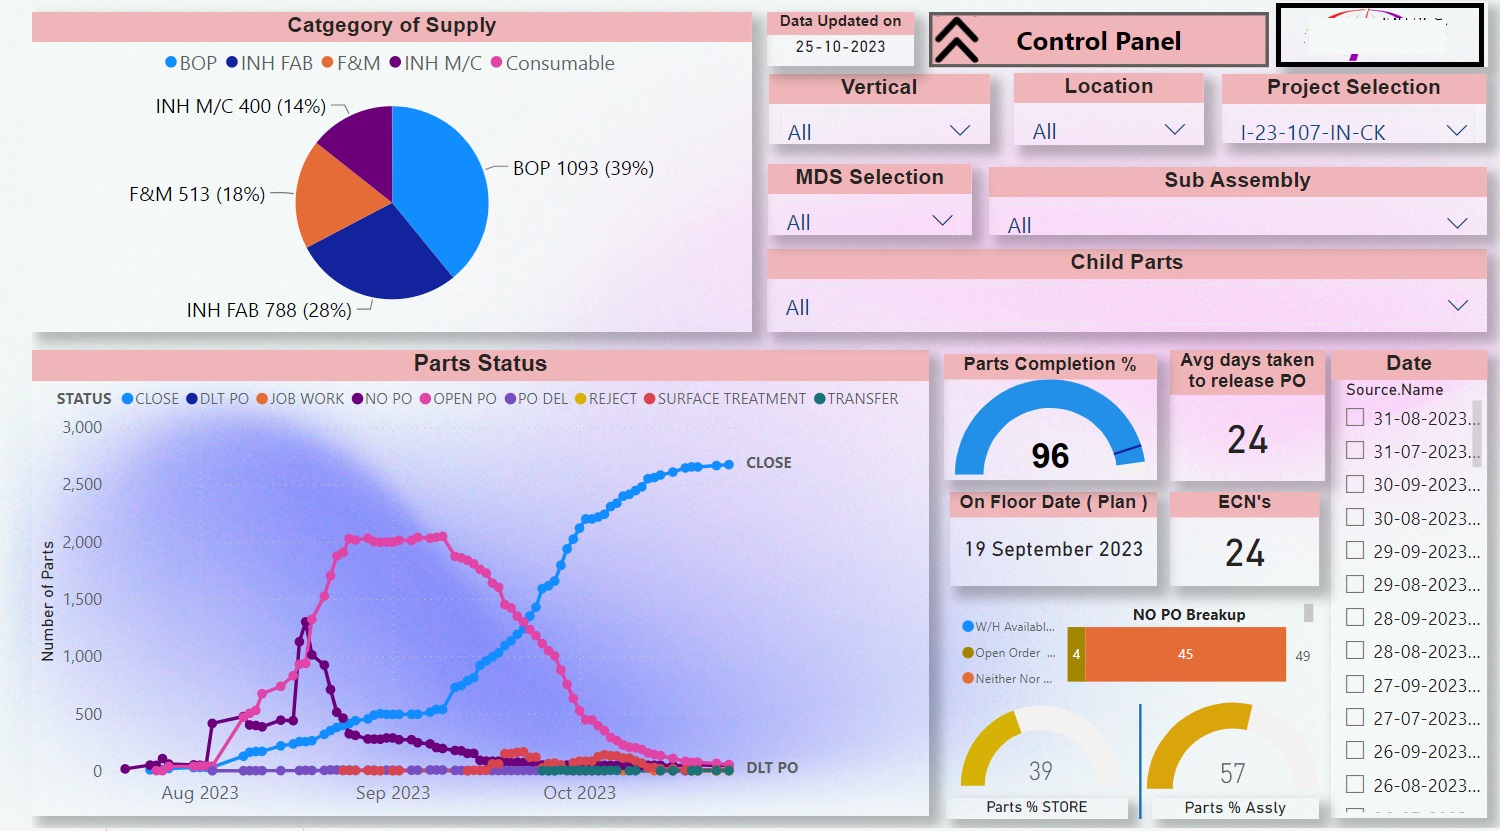 Catgegory of Supply
BOP INH FAB F&M INH M/C Consumable
INH M/C 400 (14%)
BOP 1093 (39%)
F&M 513 (18%)
INH FAB 788 (28%)
Data Updated on
25-10-2023
Control Panel
Vertical
All
Location
All
Project Selection
I-23-107-IN-CK
MDS Selection
All
Sub Assembly
All
Child Parts
All
Parts Status
STATUS CLOSE DLT PO JOB WORK NO PO OPEN PO PO DEL REJECT SURFACE TREATMENT TRANSFER
Number of Parts
3,000
2,500
2,000
1,500
1,000
500
0
CLOSE
DLT PO
Aug 2023 Sep 2023 Oct 2023
Parts Completion %
96
Avg days taken
to release PO
24
On Floor Date ( Plan )
19 September 2023
ECN's
24
NO PO Breakup
W/H Availabl...
Open Order ...
Neither Nor ...
4 45 49
39
Parts % STORE
57
Parts % Assly
Date
Source.Name
31-08-2023...
31-07-2023...
30-09-2023...
30-08-2023...
29-09-2023...
29-08-2023...
28-09-2023...
28-08-2023...
27-09-2023...
27-07-2023...
26-09-2023...
26-08-2023...